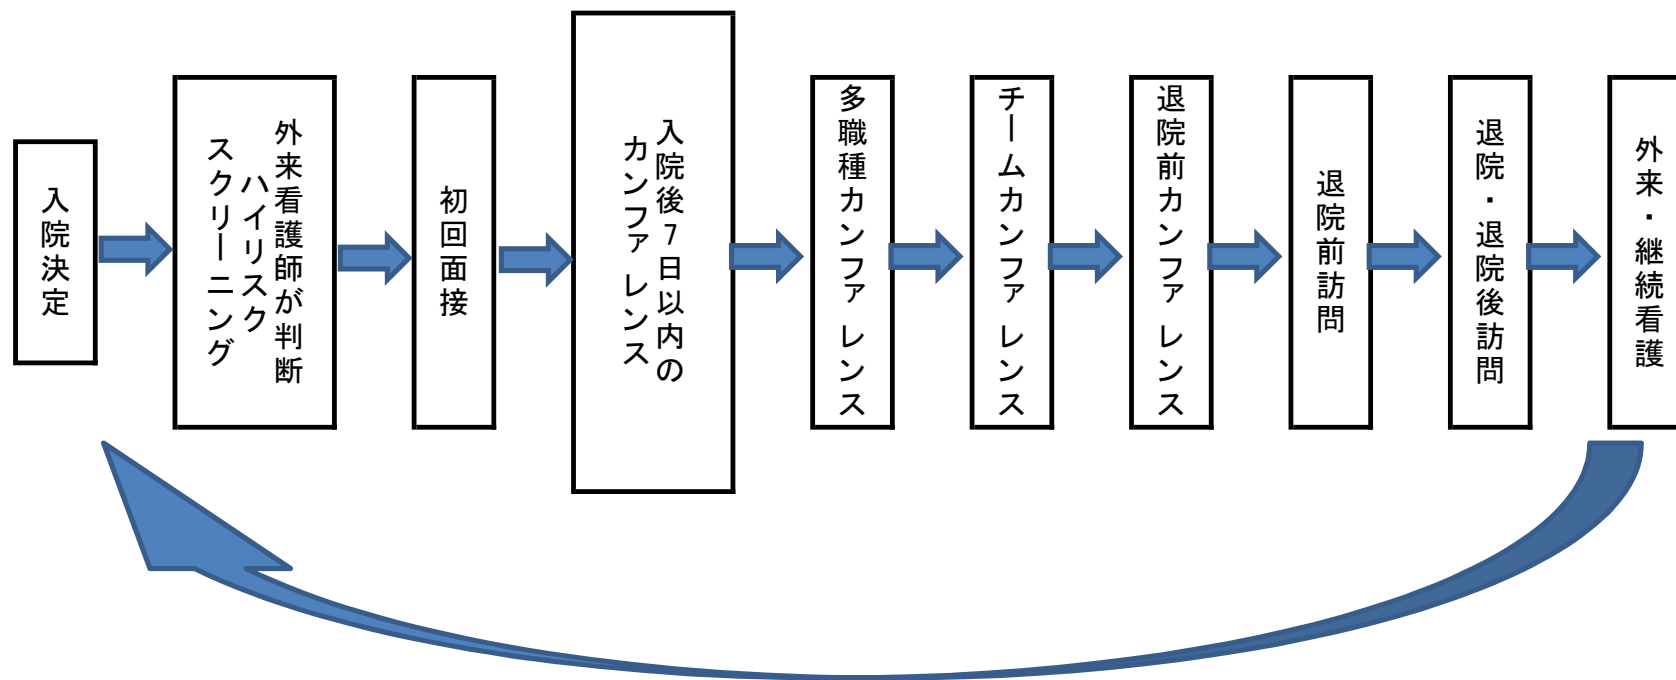 入院決定
外来看護師が判断
ハイリスク
スクリーニング
初回面接
入院後7日以内の
カンファレンス
多職種カンファレンス
チームカンファレンス
退院前カンファレンス
退院前訪問
退院・退院後訪問
外来・継続看護